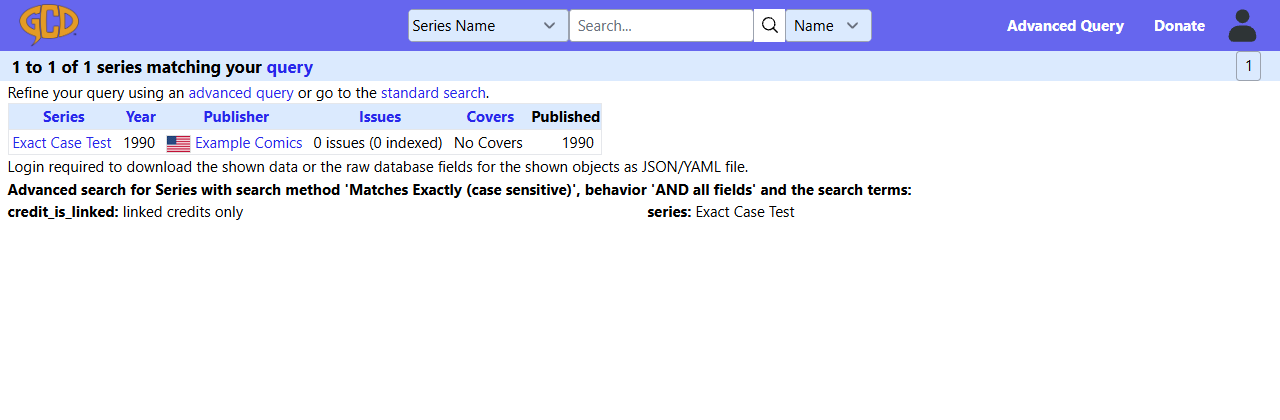 GCD
Series Name Search... Name Advanced Query Donate
1 to 1 of 1 series matching your query 1
Refine your query using an advanced query or go to the standard search.
Series Year Publisher Issues Covers Published
Exact Case Test 1990 Example Comics 0 issues (0 indexed) No Covers 1990
Login required to download the shown data or the raw database fields for the shown objects as JSON/YAML file.
Advanced search for Series with search method 'Matches Exactly (case sensitive)', behavior 'AND all fields' and the search terms:
credit_is_linked: linked credits only series: Exact Case Test